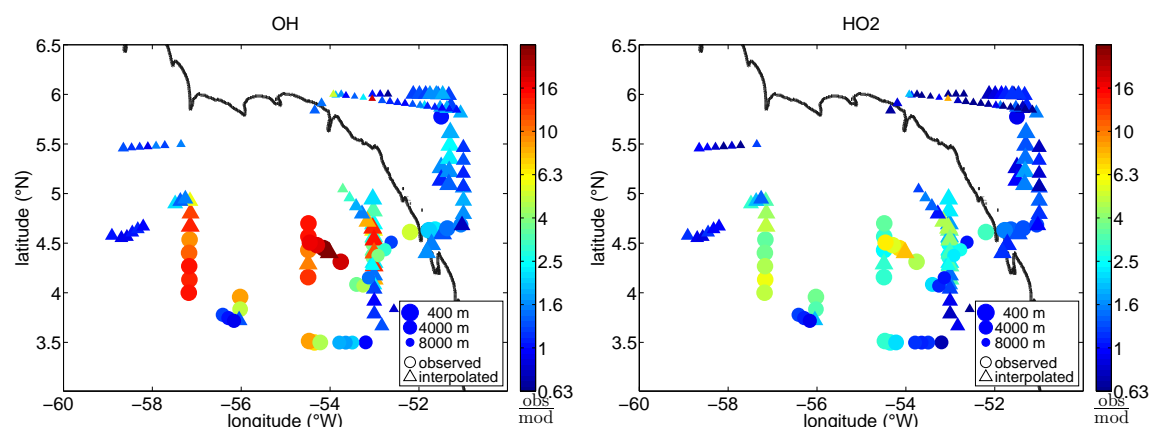 OH
6.5
6
5.5
5
4.5
4
3.5
−60
−58
−56
−54
−52
latitude (°N)
longitude (°W)
400 m
4000 m
8000 m
observed
interpolated
16
10
6.3
4
2.5
1.6
1
0.63
obs
mod
HO2
6.5
6
5.5
5
4.5
4
3.5
−60
−58
−56
−54
−52
latitude (°N)
longitude (°W)
400 m
4000 m
8000 m
observed
interpolated
16
10
6.3
4
2.5
1.6
1
0.63
obs
mod